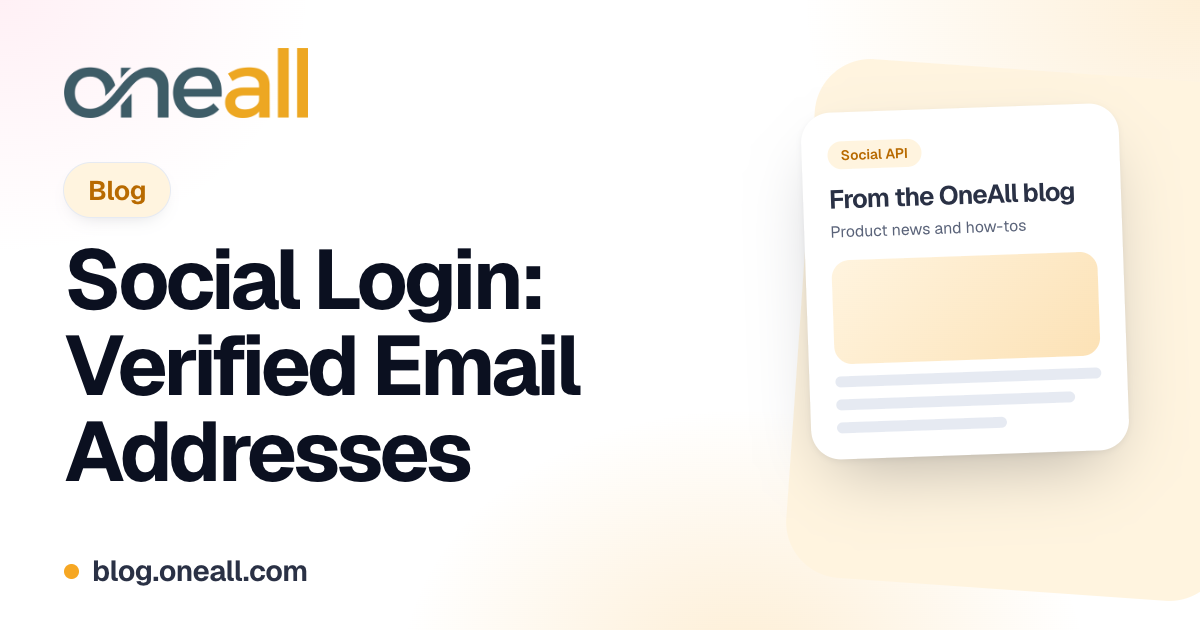 oneall
Blog
Social Login:
Verified Email
Addresses
blog.oneall.com
Social API
From the OneAll blog
Product news and how-tos